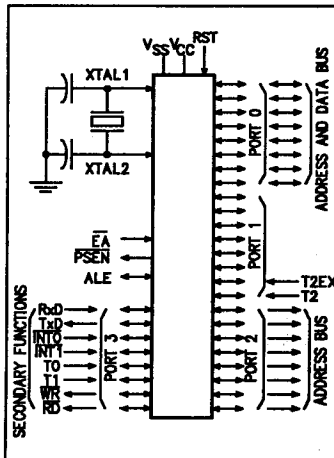 VSS VCC RST
XTAL1
XTAL2
PORT 0
ADDRESS AND DATA BUS
PORT 1
T2EX
T2
EA
PSEN
ALE
SECONDARY FUNCTIONS
RxD
TxD
INT0
INT1
T0
T1
WR
RD
PORT 3
PORT 2
ADDRESS BUS